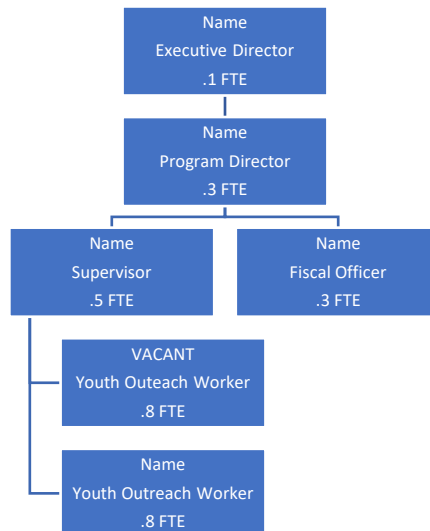 Name
Executive Director
.1 FTE
Name
Program Director
.3 FTE
Name
Supervisor
.5 FTE
Name
Fiscal Officer
.3 FTE
VACANT
Youth Outeach Worker
.8 FTE
Name
Youth Outreach Worker
.8 FTE